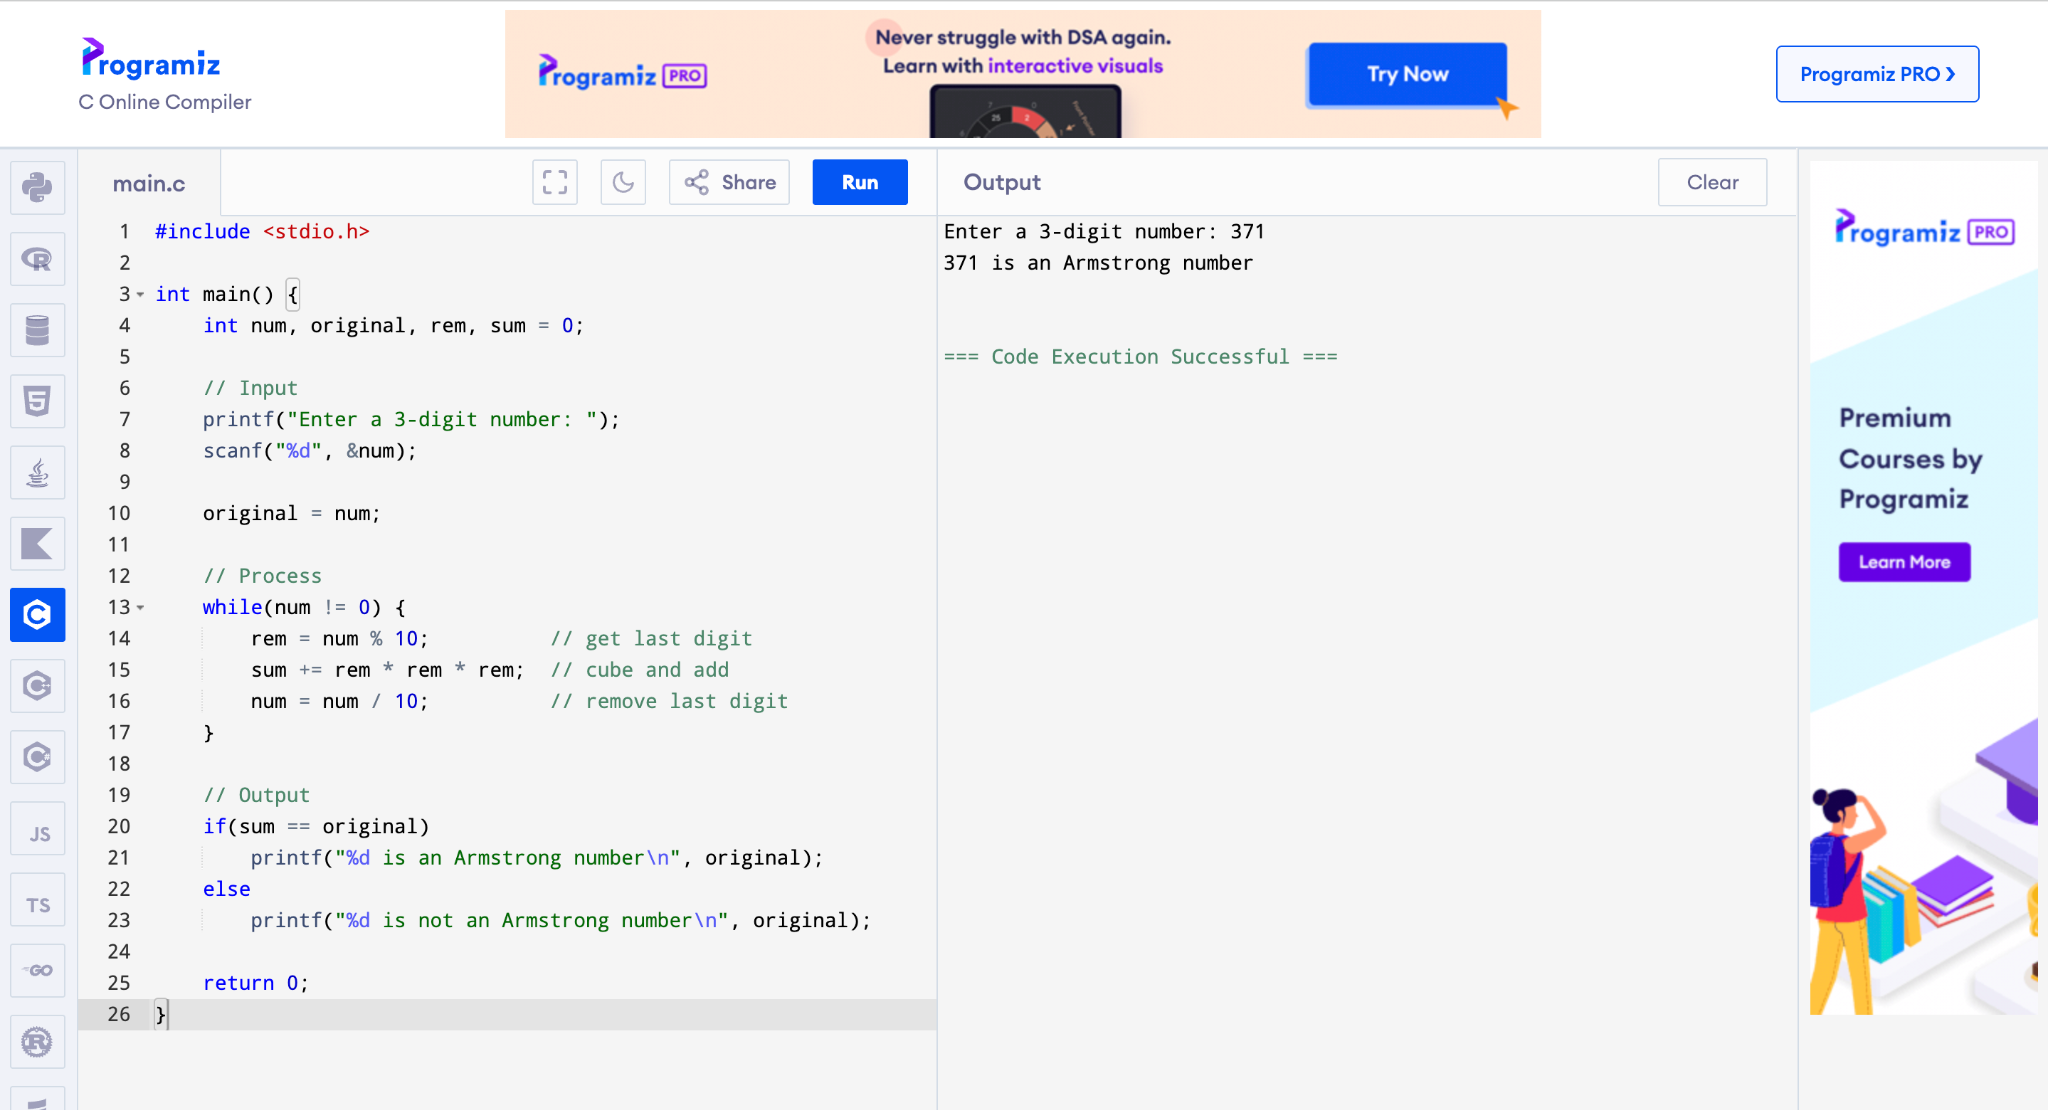 Programiz
C Online Compiler
Programiz PRO
Never struggle with DSA again.
Learn with interactive visuals
25
2
7
0
Try Now
Programiz PRO ❯
main.c
Share
Run
Output
Clear
1 #include <stdio.h>
2
3 int main() {
4     int num, original, rem, sum = 0;
5
6     // Input
7     printf("Enter a 3-digit number: ");
8     scanf("%d", &num);
9
10     original = num;
11
12     // Process
13     while(num != 0) {
14         rem = num % 10;          // get last digit
15         sum += rem * rem * rem;  // cube and add
16         num = num / 10;          // remove last digit
17     }
18
19     // Output
20     if(sum == original)
21         printf("%d is an Armstrong number\n", original);
22     else
23         printf("%d is not an Armstrong number\n", original);
24
25     return 0;
26 }
Enter a 3-digit number: 371
371 is an Armstrong number
=== Code Execution Successful ===
R
5
C
C
C
JS
TS
GO
R
Programiz PRO
Premium
Courses by
Programiz
Learn More